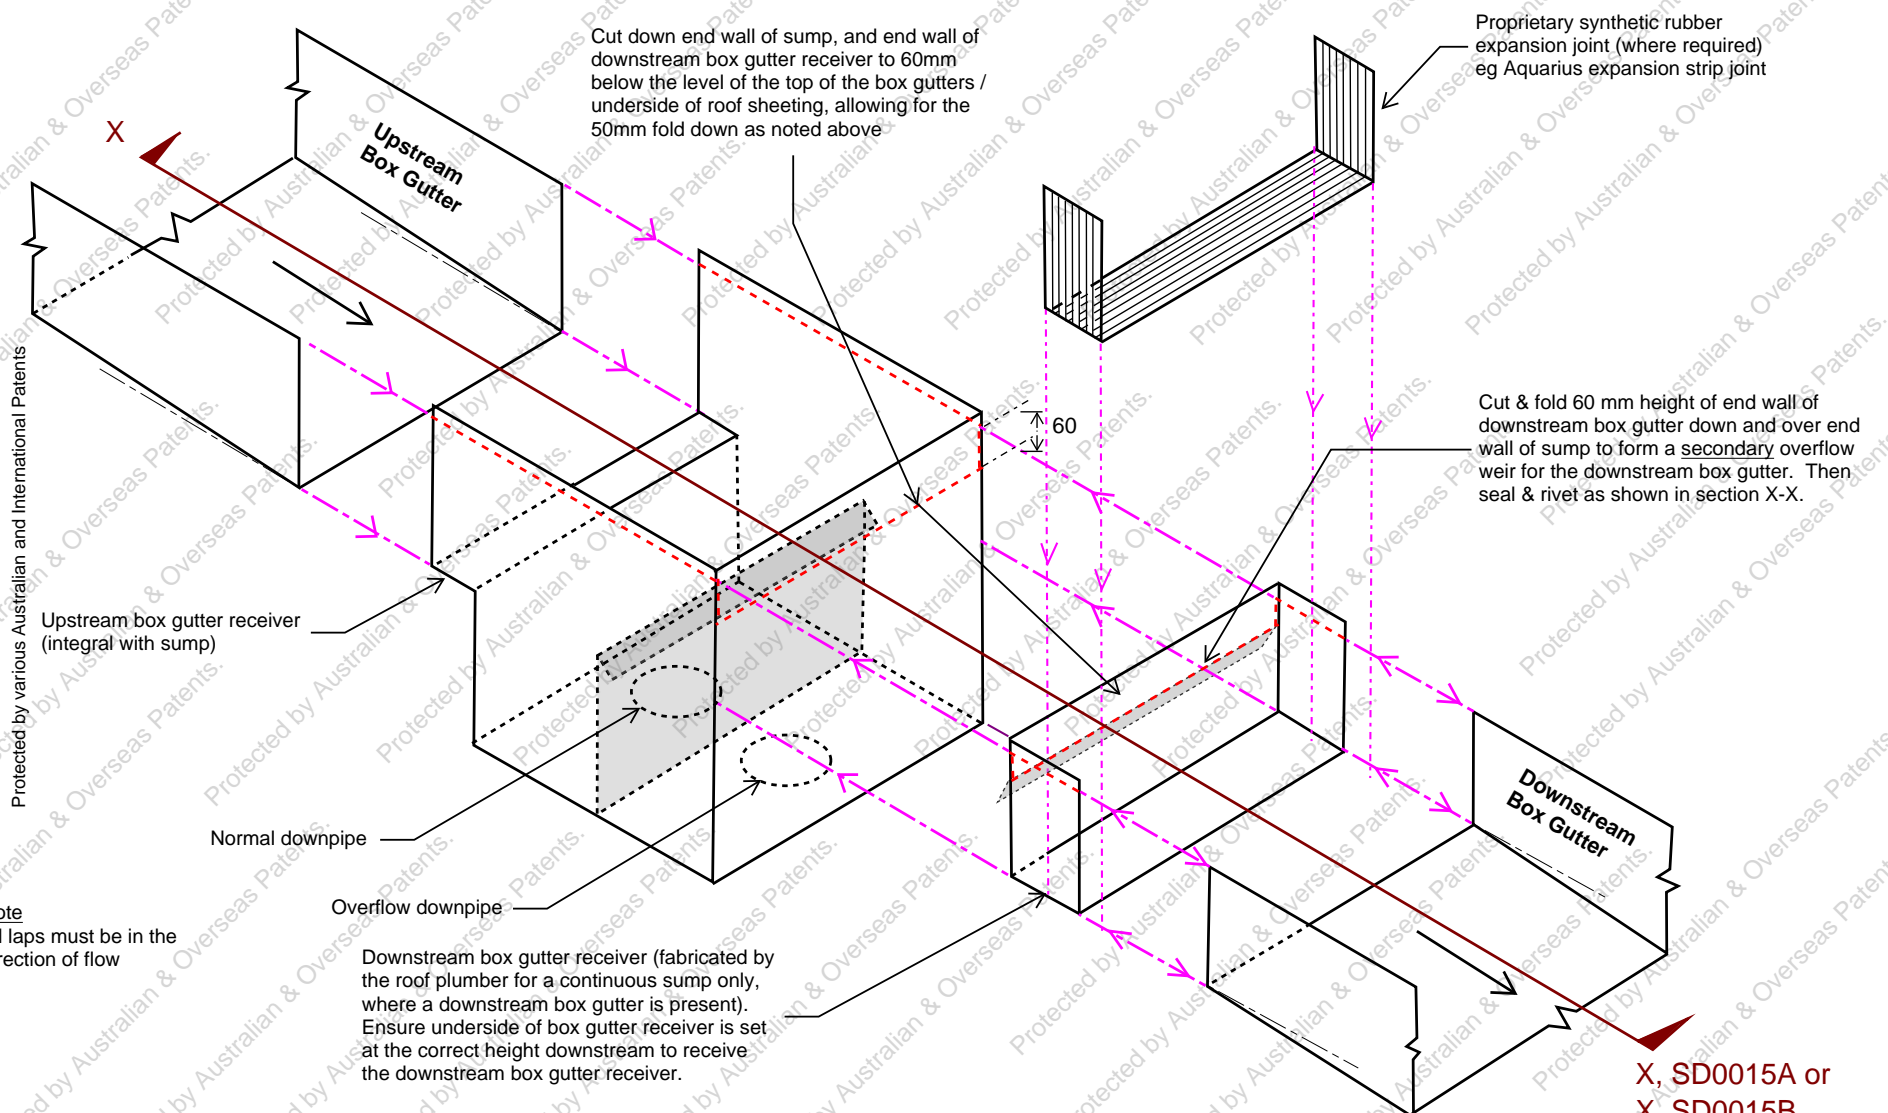 Cut down end wall of sump, and end wall of
downstream box gutter receiver to 60mm
below the level of the top of the box gutters /
underside of roof sheeting, allowing for the
50mm fold down as noted above
Proprietary synthetic rubber
expansion joint (where required)
eg Aquarius expansion strip joint
X
Upstream
Box Gutter
60
Cut & fold 60 mm height of end wall of
downstream box gutter down and over end
wall of sump to form a secondary overflow
weir for the downstream box gutter.  Then
seal & rivet as shown in section X-X.
Protected by various Australian and International Patents
Upstream box gutter receiver
(integral with sump)
Normal downpipe
Overflow downpipe
Downstream
Box Gutter
ote
l laps must be in the
rection of flow
Downstream box gutter receiver (fabricated by
the roof plumber for a continuous sump only,
where a downstream box gutter is present).
Ensure underside of box gutter receiver is set
at the correct height downstream to receive
the downstream box gutter receiver.
X, SD0015A or
X, SD0015B
Protected by Australian & Overseas Patents.